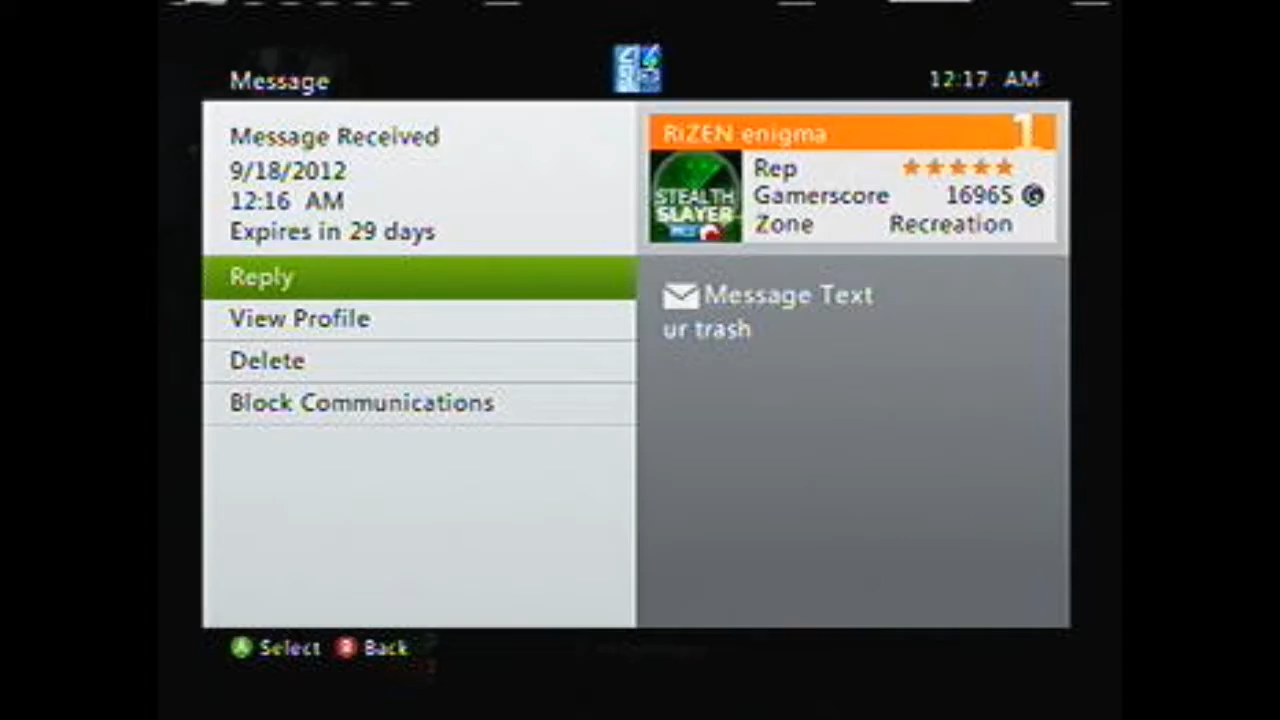 Message
12:17 AM
Message Received
9/18/2012
12:16 AM
Expires in 29 days
Reply
View Profile
Delete
Block Communications
RiZEN enigma
1
STEALTH
SLAYER
Rep
Gamerscore 16965 G
Zone Recreation
Message Text
ur trash
A Select B Back